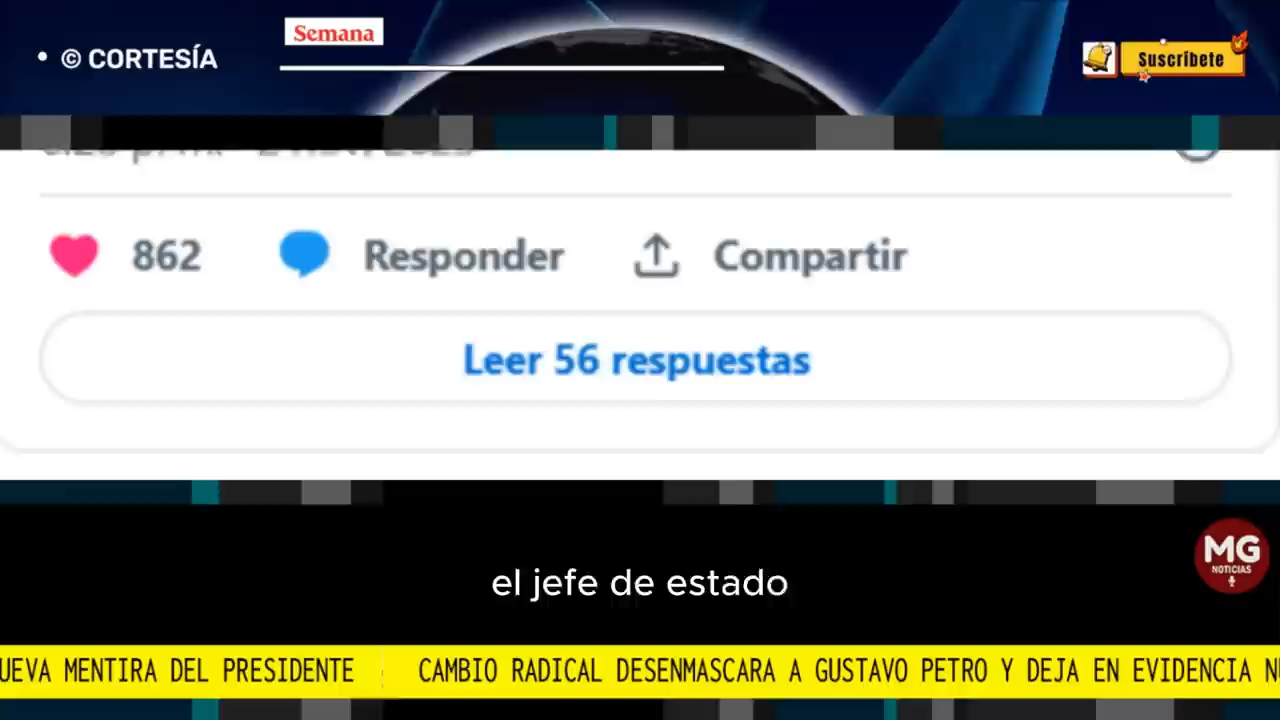 Semana
• © CORTESÍA
Suscríbete
862
Responder
Compartir
Leer 56 respuestas
MG
NOTICIAS
el jefe de estado
UEVA MENTIRA DEL PRESIDENTE
CAMBIO RADICAL DESENMASCARA A GUSTAVO PETRO Y DEJA EN EVIDENCIA